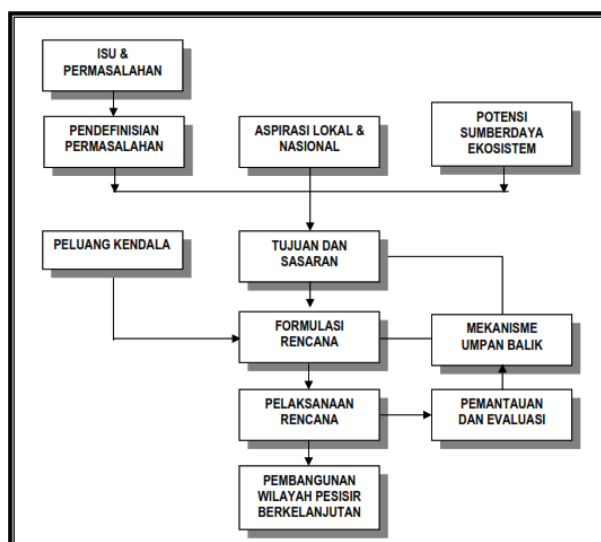 ISU &
PERMASALAHAN
PENDEFINISIAN
PERMASALAHAN
ASPIRASI LOKAL &
NASIONAL
POTENSI
SUMBERDAYA
EKOSISTEM
PELUANG KENDALA
TUJUAN DAN
SASARAN
FORMULASI
RENCANA
MEKANISME
UMPAN BALIK
PELAKSANAAN
RENCANA
PEMANTAUAN
DAN EVALUASI
PEMBANGUNAN
WILAYAH PESISIR
BERKELANJUTAN